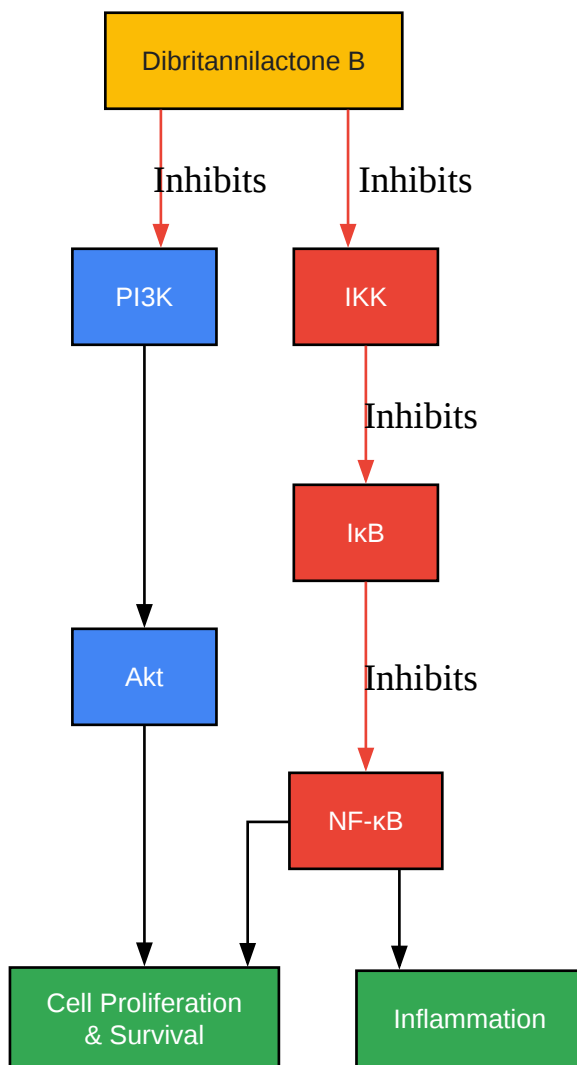 Dibritannilactone B
Inhibits
Inhibits
PI3K
IKK
Inhibits
IκB
Akt
Inhibits
NF-κB
Cell Proliferation
& Survival
Inflammation